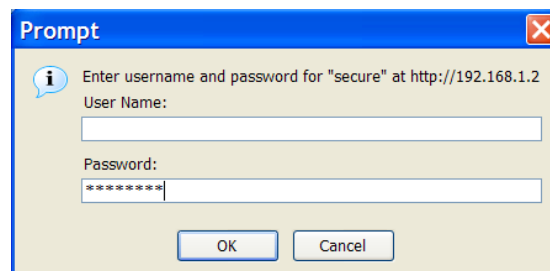 Prompt
Enter username and password for "secure" at http://192.168.1.2
User Name:
Password:
********
OK
Cancel